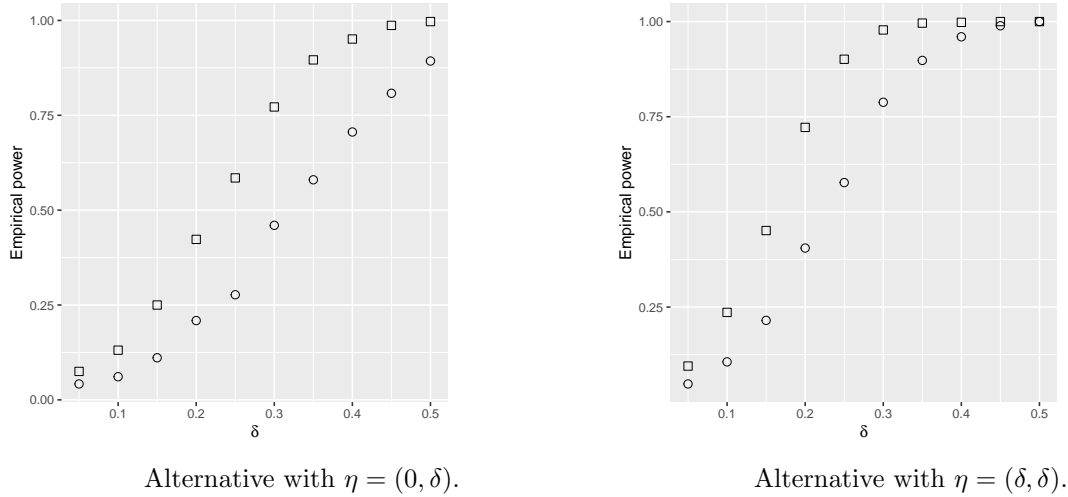 1.00
0.75
0.50
0.25
0.00
Empirical power
0.1 0.2 0.3 0.4 0.5
δ
Alternative with η = (0, δ).
1.00
0.75
0.50
0.25
Empirical power
0.1 0.2 0.3 0.4 0.5
δ
Alternative with η = (δ, δ).